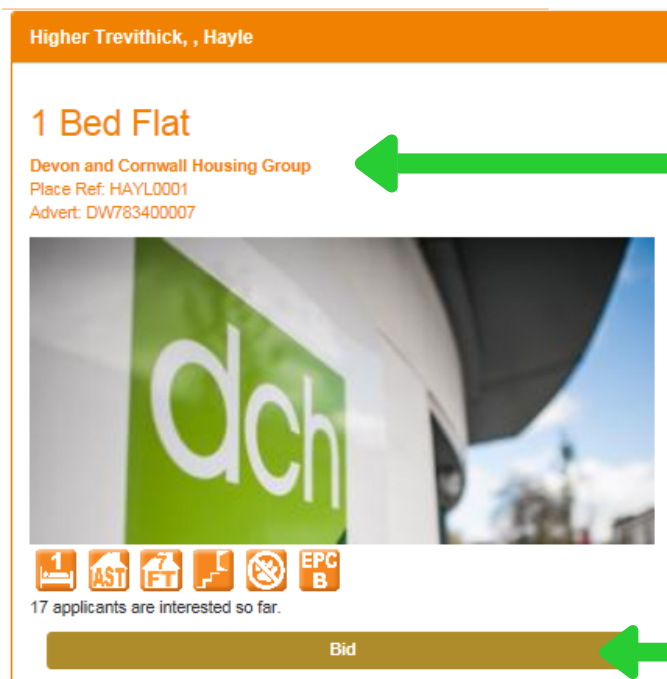 Higher Trevithick, , Hayle
1 Bed Flat
Devon and Cornwall Housing Group
Place Ref: HAYL0001
Advert: DW783400007
dch
1 AST 7 FT EPC B
17 applicants are interested so far.
Bid